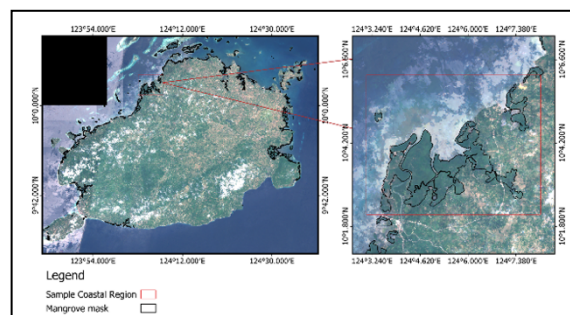 123°54.000'E 124°12.000'E 124°30.000'E
124°3.240'E 124°4.620'E 124°6.000'E 124°7.380'E
10°0.000'N
10°0.000'N
9°42.000'N
9°42.000'N
10°6.600'N
10°6.600'N
10°4.200'N
10°4.200'N
10°1.800'N
10°1.800'N
123°54.000'E 124°12.000'E 124°30.000'E
124°3.240'E 124°4.620'E 124°6.000'E 124°7.380'E
Legend
Sample Coastal Region
Mangrove mask